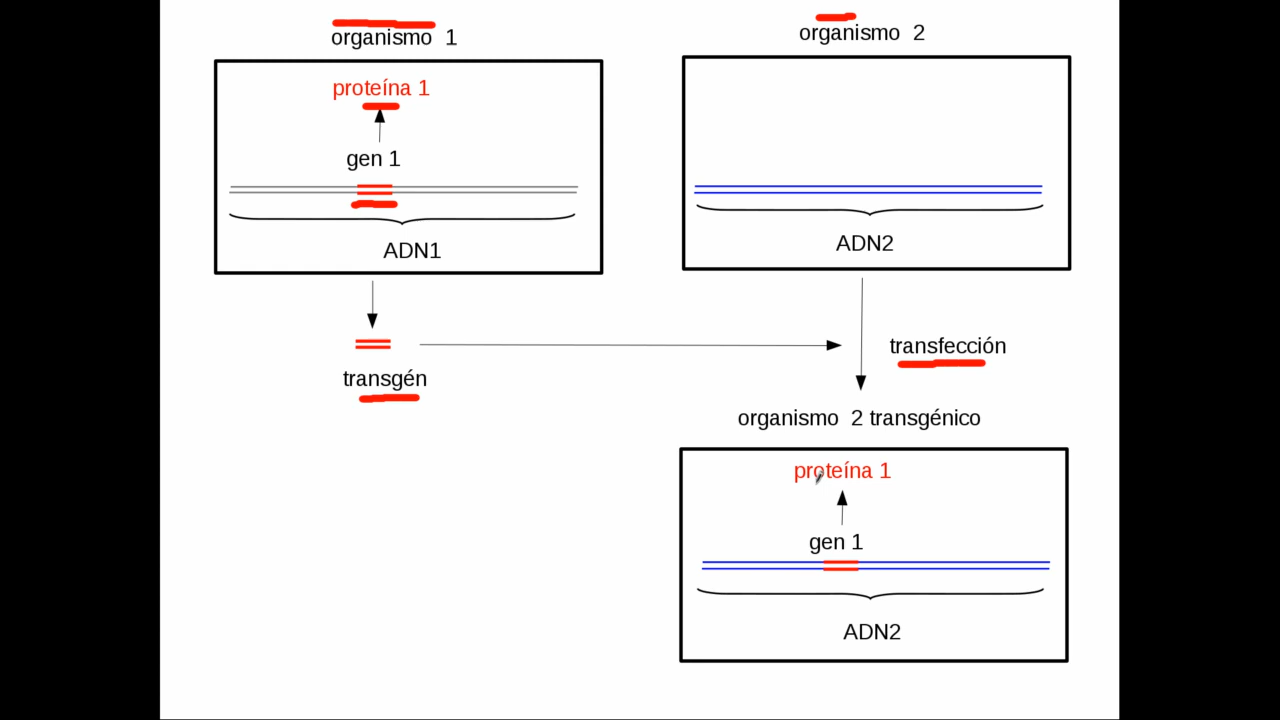 organismo 1
proteína 1
gen 1
ADN1
organismo 2
ADN2
transgén
transfección
organismo 2 transgénico
proteína 1
gen 1
ADN2